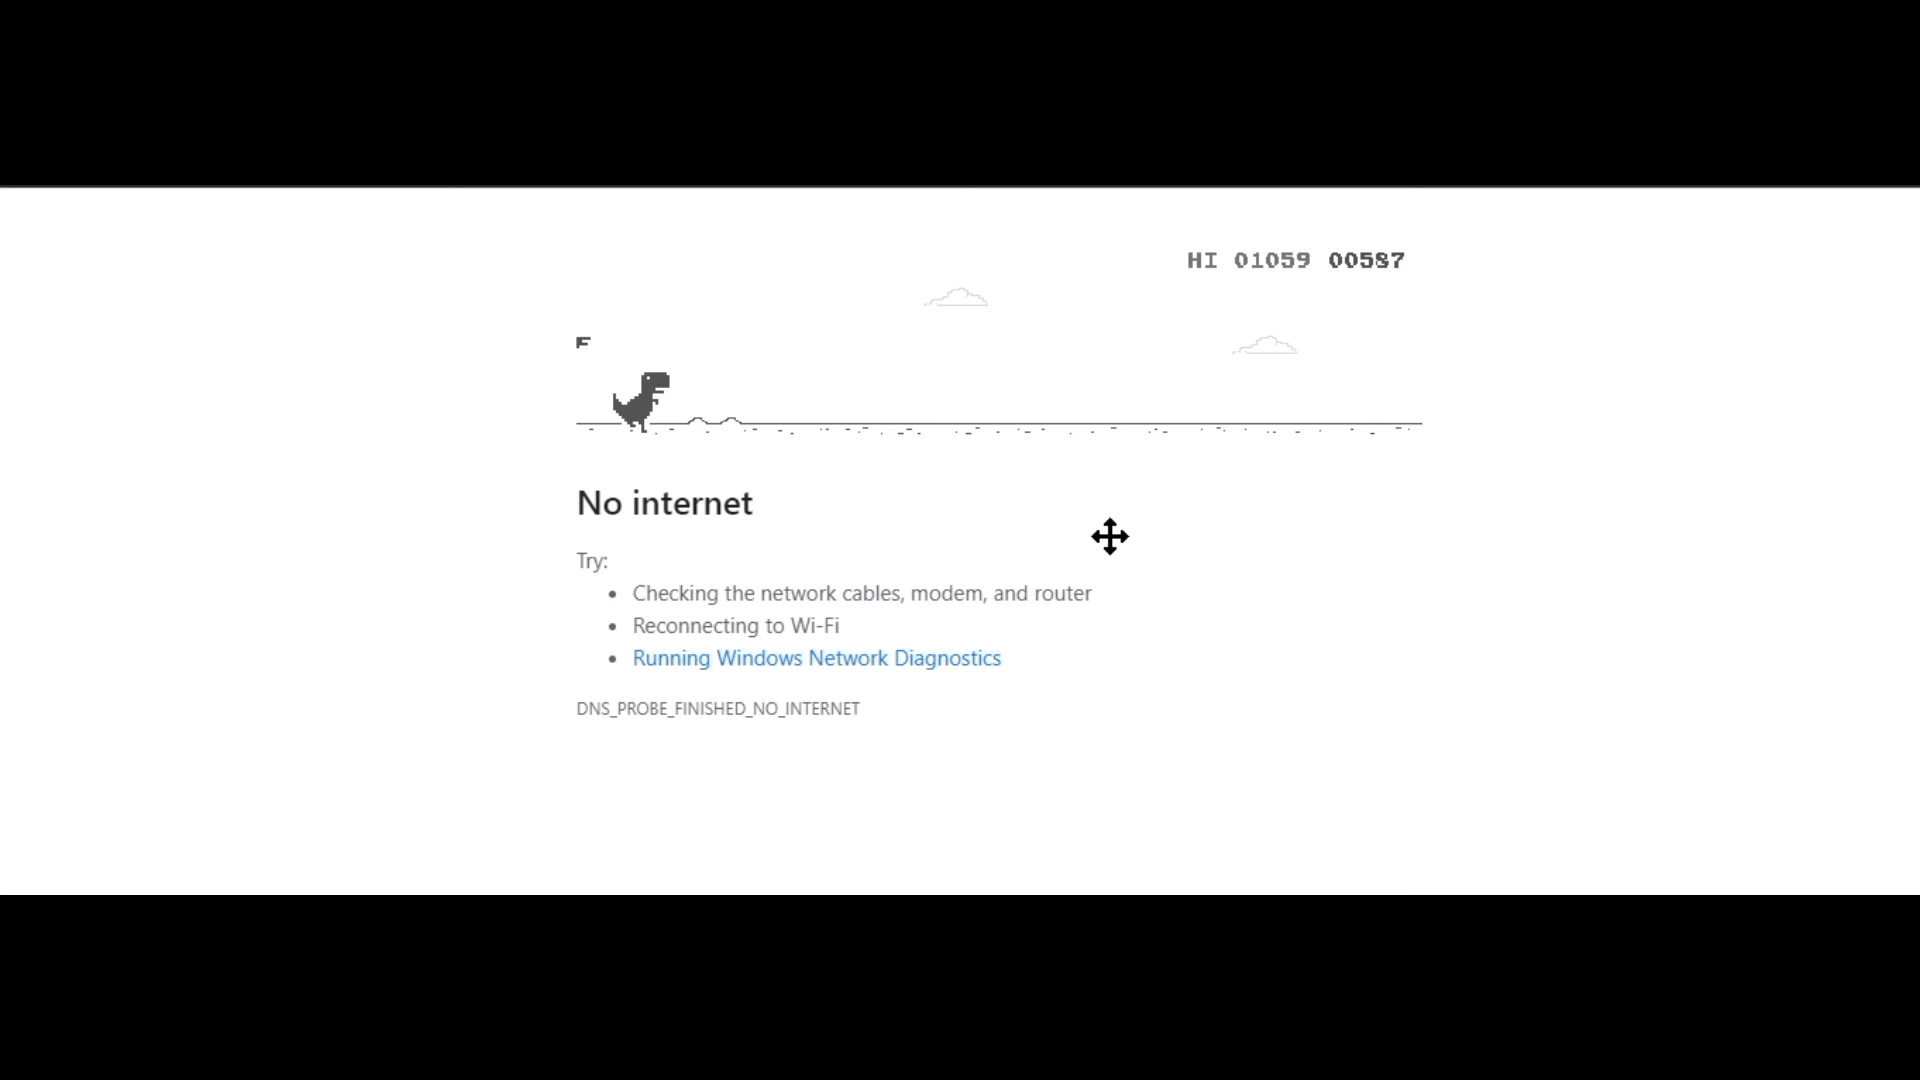 HI 01059 00587
No internet
Try:
Checking the network cables, modem, and router
Reconnecting to Wi-Fi
Running Windows Network Diagnostics
DNS_PROBE_FINISHED_NO_INTERNET